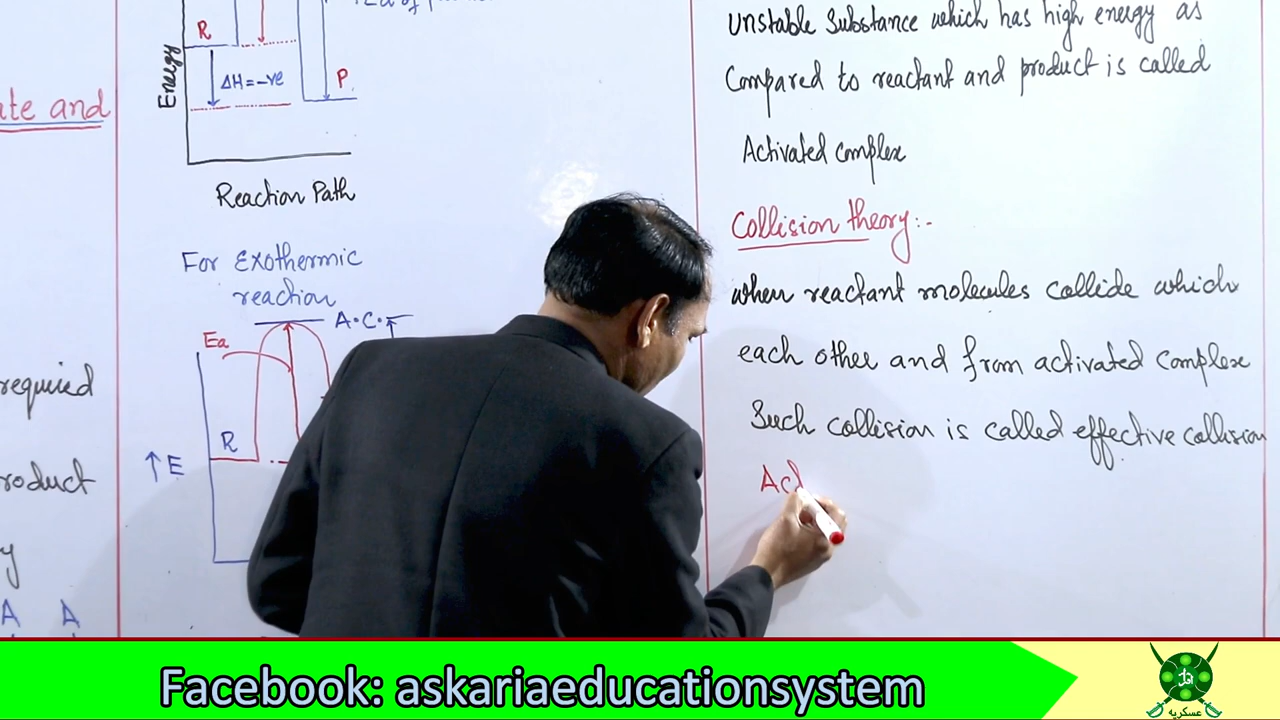 ate and
required
roduct
y
A A
R
Energy
ΔH=-ve
P
Reaction Path
For Exothermic
reaction
A.C.
Ea
R
↑E
Unstable Substance which has high energy as
Compared to reactant and product is called
Activated complex
Collision theory:-
when reactant molecules collide which
each other and from activated complex
Such collision is called effective collision
Act
Facebook: askariaeducationsystem
عسکریہ